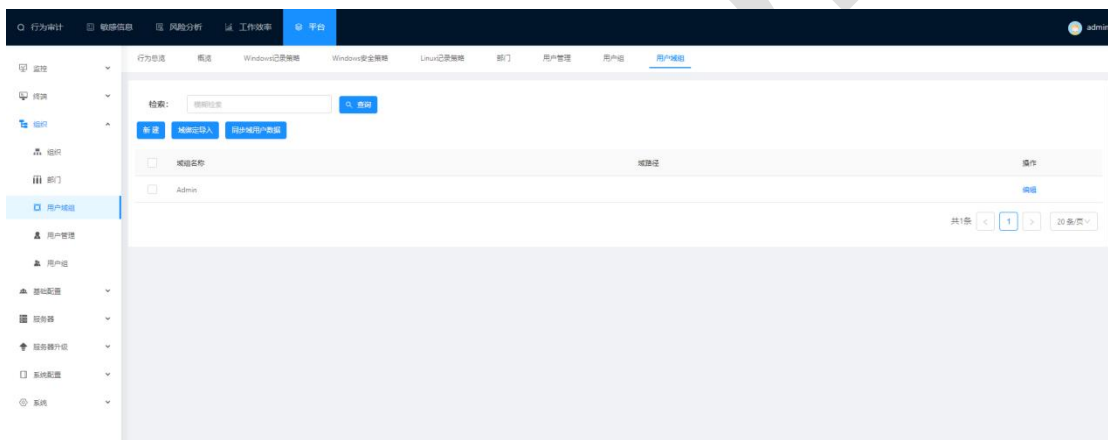 行为审计 敏感信息 风险分析 工作效率 平台 admin
行为总览 概览 Windows记录策略 Windows安全策略 Linux记录策略 部门 用户管理 用户组 用户域组
监控
终端
组织
组织
部门
用户域组
用户管理
用户组
基础配置
服务器
服务器升级
系统配置
系统
检索: 模糊检索 查询
新建 域绑定导入 同步域用户数据
域组名称 域路径 操作
Admin 编辑
共1条 < 1 > 20 条/页